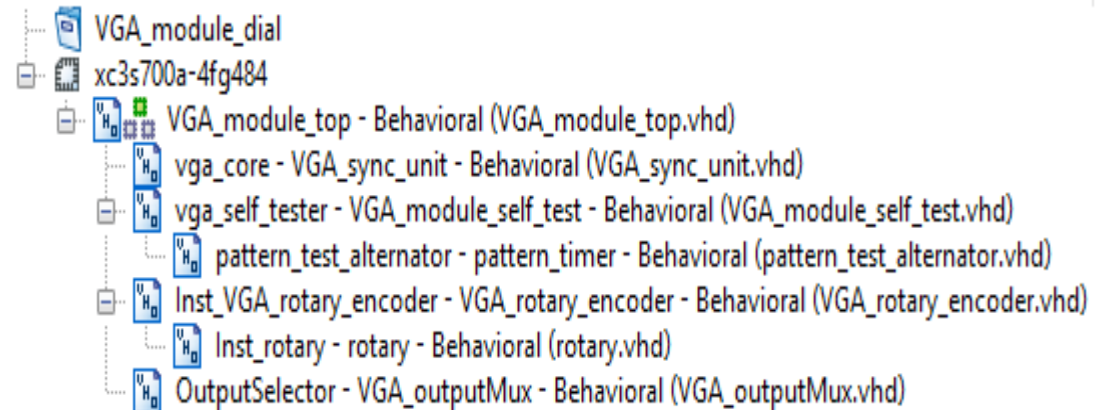 VGA_module_dial
xc3s700a-4fg484
VGA_module_top - Behavioral (VGA_module_top.vhd)
vga_core - VGA_sync_unit - Behavioral (VGA_sync_unit.vhd)
vga_self_tester - VGA_module_self_test - Behavioral (VGA_module_self_test.vhd)
pattern_test_alternator - pattern_timer - Behavioral (pattern_test_alternator.vhd)
Inst_VGA_rotary_encoder - VGA_rotary_encoder - Behavioral (VGA_rotary_encoder.vhd)
Inst_rotary - rotary - Behavioral (rotary.vhd)
OutputSelector - VGA_outputMux - Behavioral (VGA_outputMux.vhd)